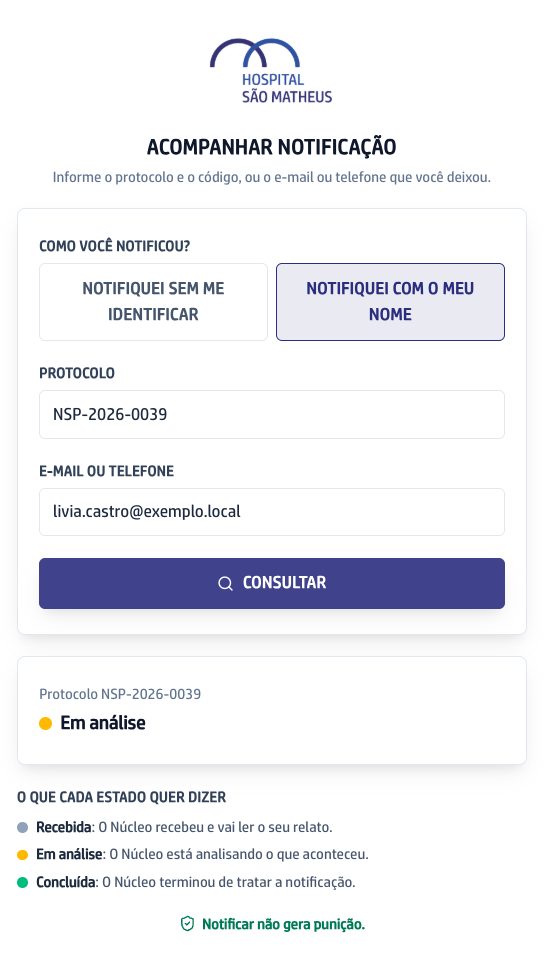 HOSPITAL
SÃO MATHEUS
ACOMPANHAR NOTIFICAÇÃO
Informe o protocolo e o código, ou o e-mail ou telefone que você deixou.
COMO VOCÊ NOTIFICOU?
NOTIFIQUEI SEM ME
IDENTIFICAR
NOTIFIQUEI COM O MEU
NOME
PROTOCOLO
NSP-2026-0039
E-MAIL OU TELEFONE
livia.castro@exemplo.local
CONSULTAR
Protocolo NSP-2026-0039
Em análise
O QUE CADA ESTADO QUER DIZER
Recebida: O Núcleo recebeu e vai ler o seu relato.
Em análise: O Núcleo está analisando o que aconteceu.
Concluída: O Núcleo terminou de tratar a notificação.
Notificar não gera punição.